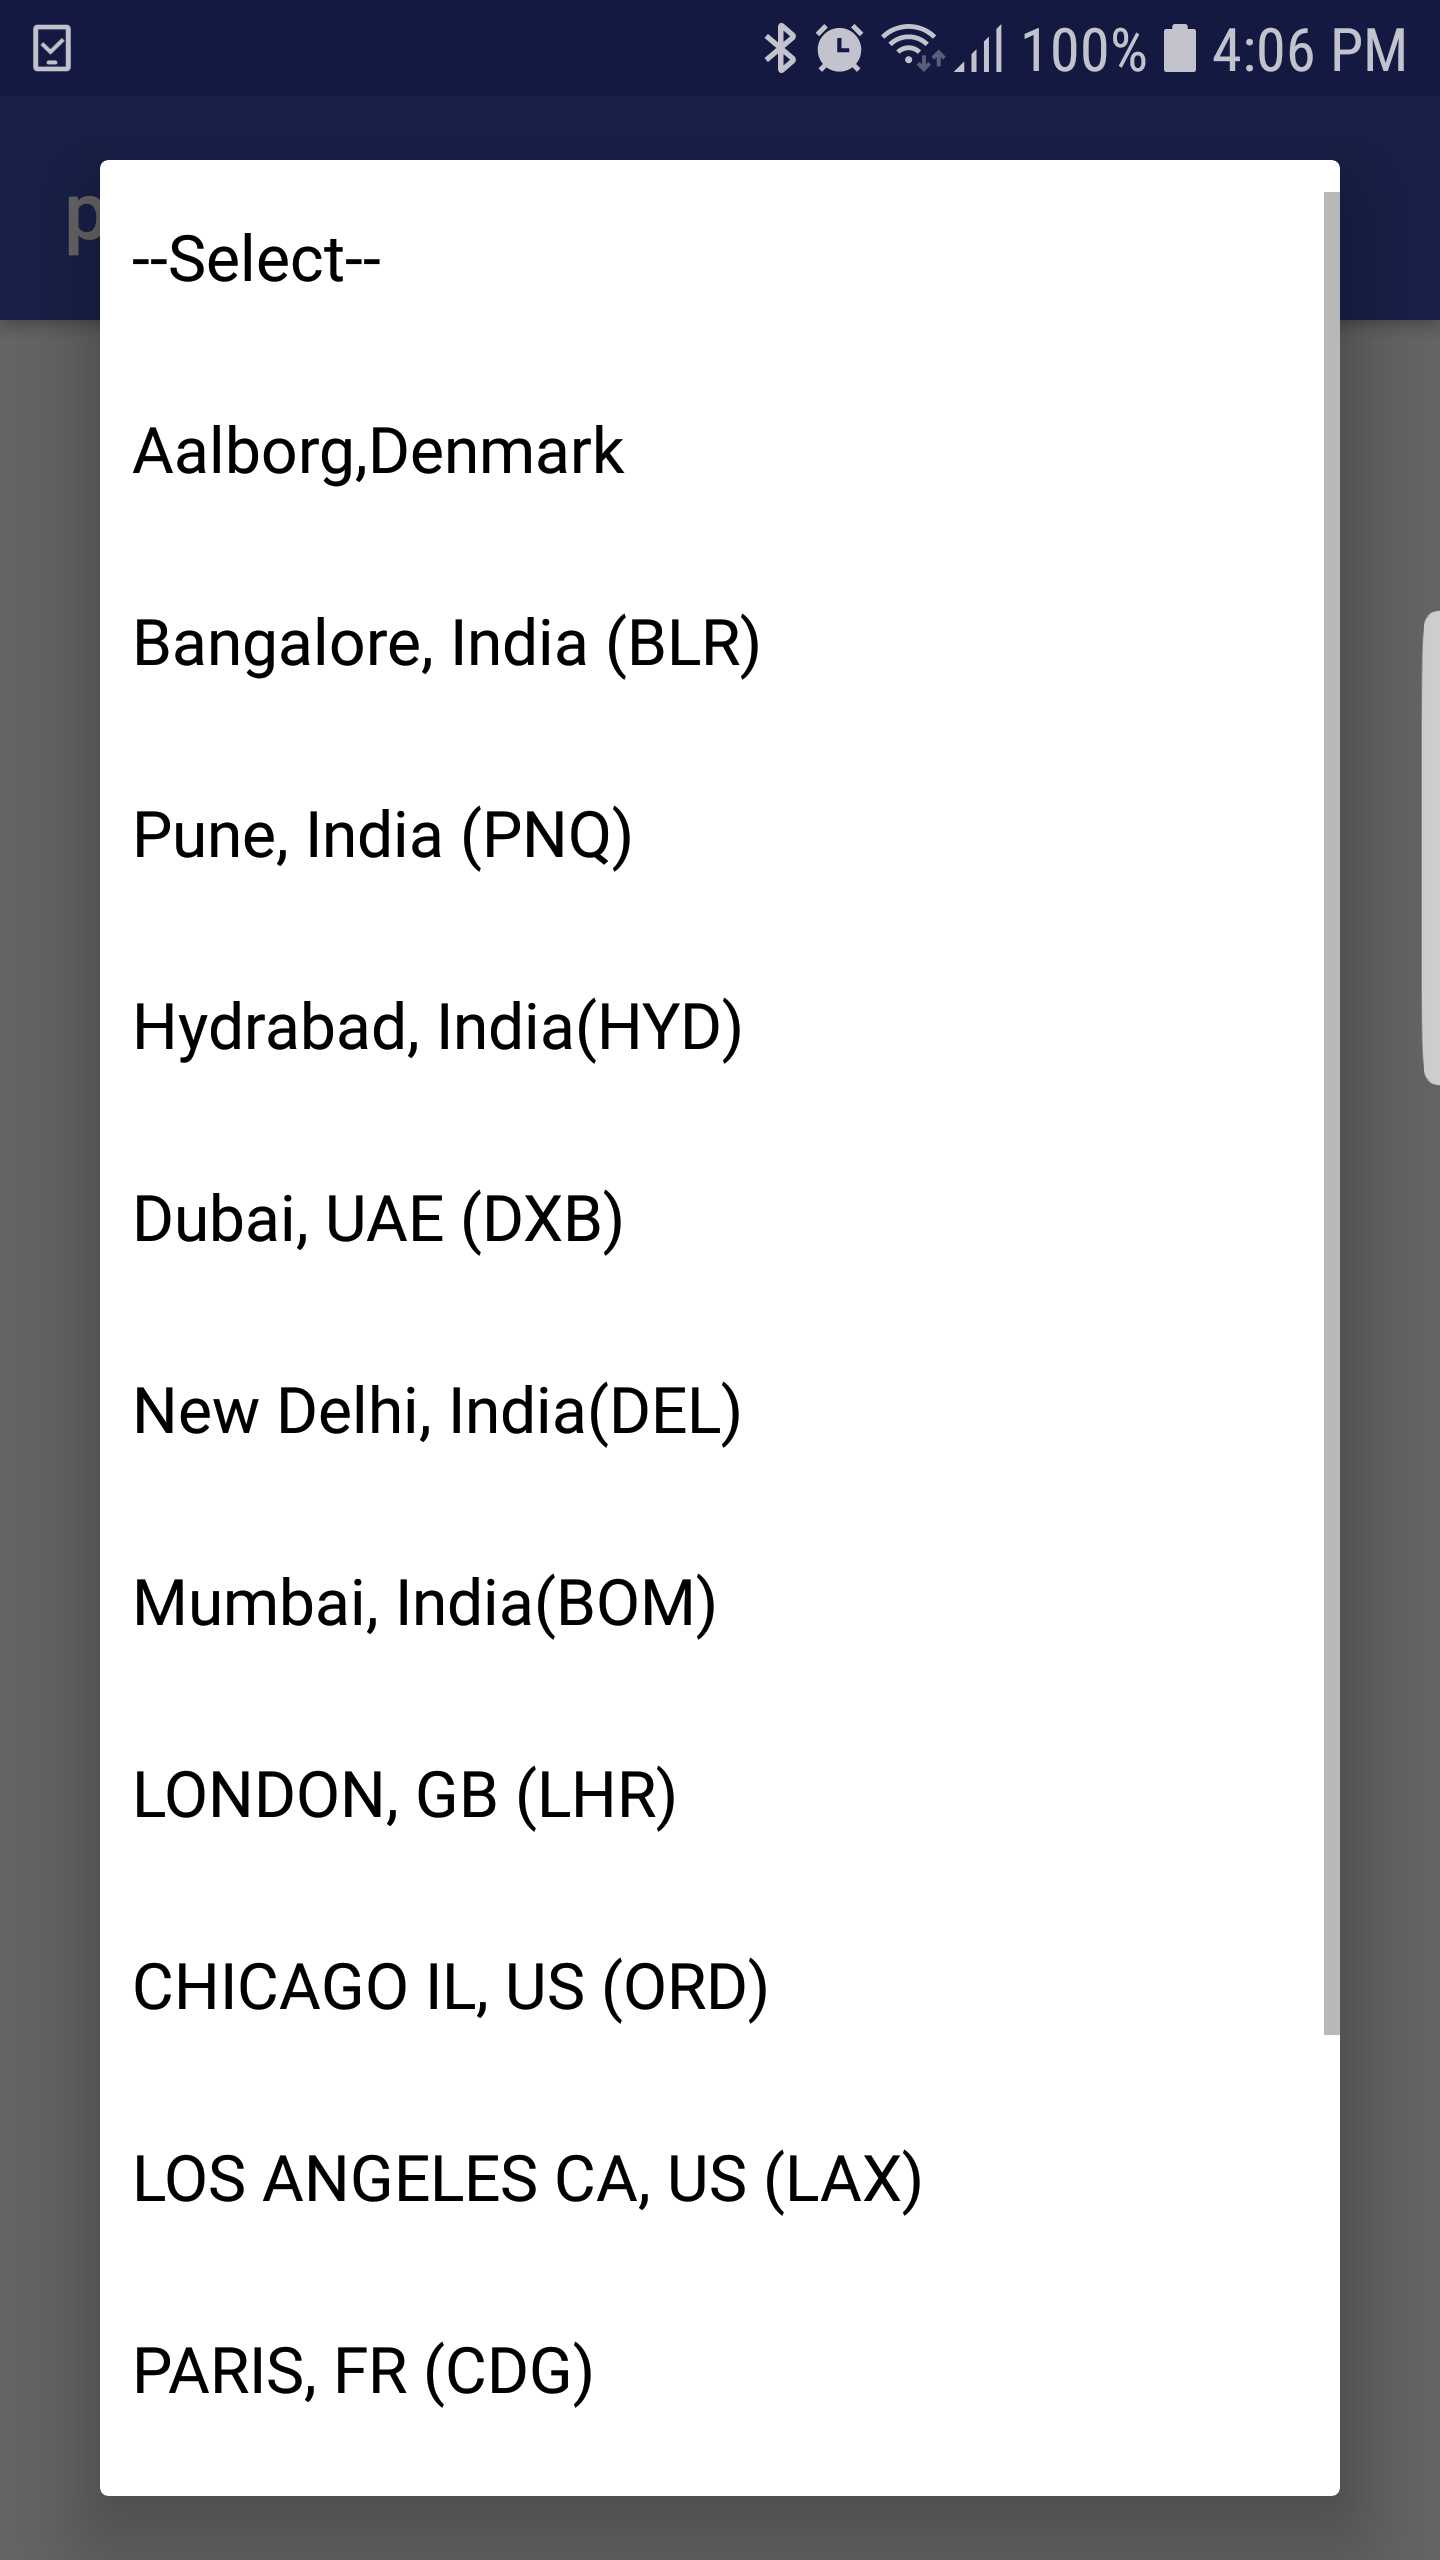 100% 4:06 PM
p
--Select--
Aalborg,Denmark
Bangalore, India (BLR)
Pune, India (PNQ)
Hydrabad, India(HYD)
Dubai, UAE (DXB)
New Delhi, India(DEL)
Mumbai, India(BOM)
LONDON, GB (LHR)
CHICAGO IL, US (ORD)
LOS ANGELES CA, US (LAX)
PARIS, FR (CDG)